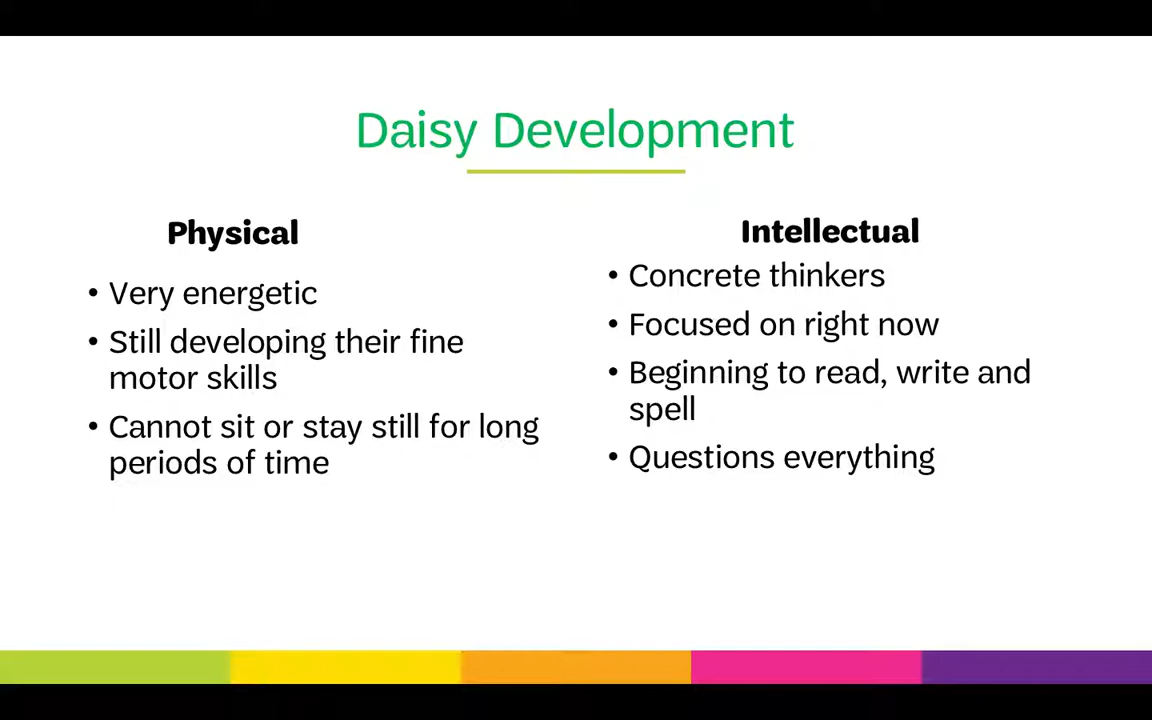 Daisy Development
Physical
• Very energetic
• Still developing their fine
motor skills
• Cannot sit or stay still for long
periods of time
Intellectual
• Concrete thinkers
• Focused on right now
• Beginning to read, write and
spell
• Questions everything